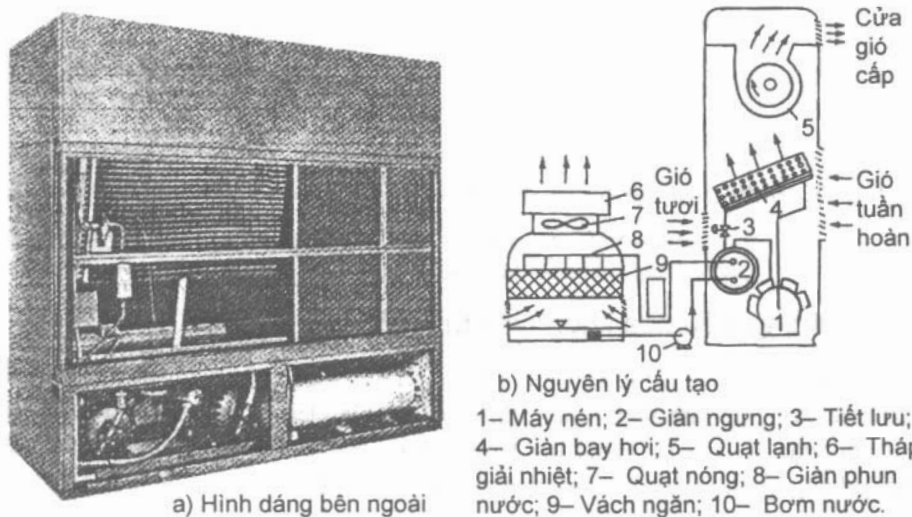 Cửa
gió
cấp
5
Gió
tươi
6
7
8
9
4
3
2
1
10
Gió
tuần
hoàn
b) Nguyên lý cấu tạo
1– Máy nén; 2– Giàn ngưng; 3– Tiết lưu;
4– Giàn bay hơi; 5– Quạt lạnh; 6– Tháp
giải nhiệt; 7– Quạt nóng; 8– Giàn phun
nước; 9– Vách ngăn; 10– Bơm nước.
a) Hình dáng bên ngoài